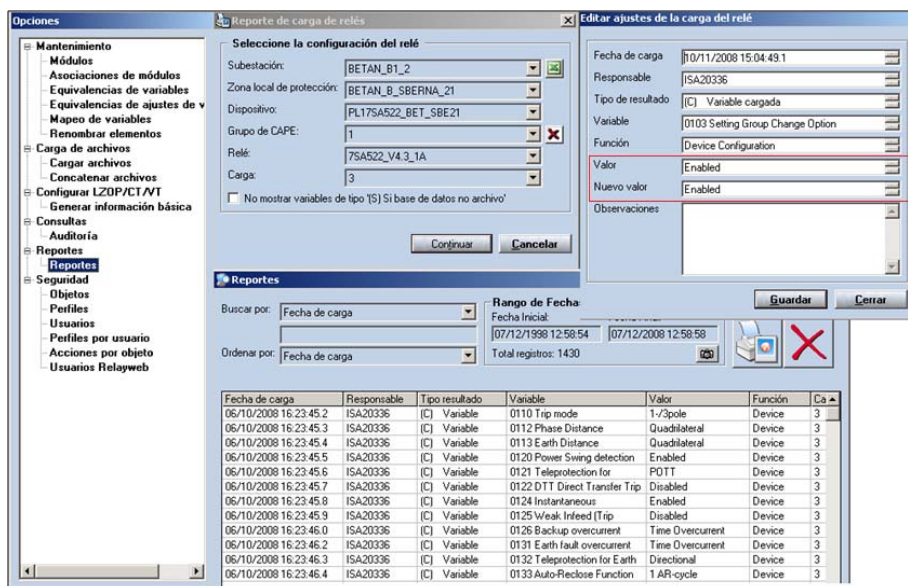 Opciones
Mantenimiento
Módulos
Asociaciones de módulos
Equivalencias de variables
Equivalencias de ajustes de v
Mapeo de variables
Renombrar elementos
Carga de archivos
Cargar archivos
Concatenar archivos
Configurar LZOP/CT/VT
Generar información básica
Consultas
Auditoría
Reportes
Reportes
Seguridad
Objetos
Perfiles
Usuarios
Perfiles por usuario
Acciones por objeto
Usuarios Relayweb
Reporte de carga de relés
Seleccione la configuración del relé
Subestación: BETAN_B1_2
Zona local de protección: BETAN_B_SBERNA_21
Dispositivo: PL17SA522_BET_SBE21
Grupo de CAPE: 1
Relé: 7SA522_V4.3_1A
Carga: 3
No mostrar variables de tipo '(S) Si base de datos no archivo'
Continuar Cancelar
Editar ajustes de la carga del relé
Fecha de carga 10/11/2008 15:04:49.1
Responsable ISA20336
Tipo de resultado (C) Variable cargada
Variable 0103 Setting Group Change Option
Función Device Configuration
Valor Enabled
Nuevo valor Enabled
Observaciones
Guardar Cerrar
Reportes
Buscar por: Fecha de carga
Ordenar por: Fecha de carga
Rango de Fecha
Fecha Inicial:
07/12/1998 12:58:54 07/12/2008 12:58:58
Total registros: 1430
Fecha de carga Responsable Tipo resultado Variable Valor Función Ca
06/10/2008 16:23:45.2 ISA20336 (C) Variable 0110 Trip mode 1-/3pole Device 3
06/10/2008 16:23:45.3 ISA20336 (C) Variable 0112 Phase Distance Quadrilateral Device 3
06/10/2008 16:23:45.4 ISA20336 (C) Variable 0113 Earth Distance Quadrilateral Device 3
06/10/2008 16:23:45.5 ISA20336 (C) Variable 0120 Power Swing detection Enabled Device 3
06/10/2008 16:23:45.6 ISA20336 (C) Variable 0121 Teleprotection for POTT Device 3
06/10/2008 16:23:45.7 ISA20336 (C) Variable 0122 DTT Direct Transfer Trip Disabled Device 3
06/10/2008 16:23:45.8 ISA20336 (C) Variable 0124 Instantaneous Enabled Device 3
06/10/2008 16:23:45.9 ISA20336 (C) Variable 0125 Weak Infeed (Trip Disabled Device 3
06/10/2008 16:23:46.0 ISA20336 (C) Variable 0126 Backup overcurrent Time Overcurrent Device 3
06/10/2008 16:23:46.2 ISA20336 (C) Variable 0131 Earth fault overcurrent Time Overcurrent Device 3
06/10/2008 16:23:46.3 ISA20336 (C) Variable 0132 Teleprotection for Earth Directional Device 3
06/10/2008 16:23:46.4 ISA20336 (C) Variable 0133 Auto-Reclose Function 1 AR-cycle Device 3